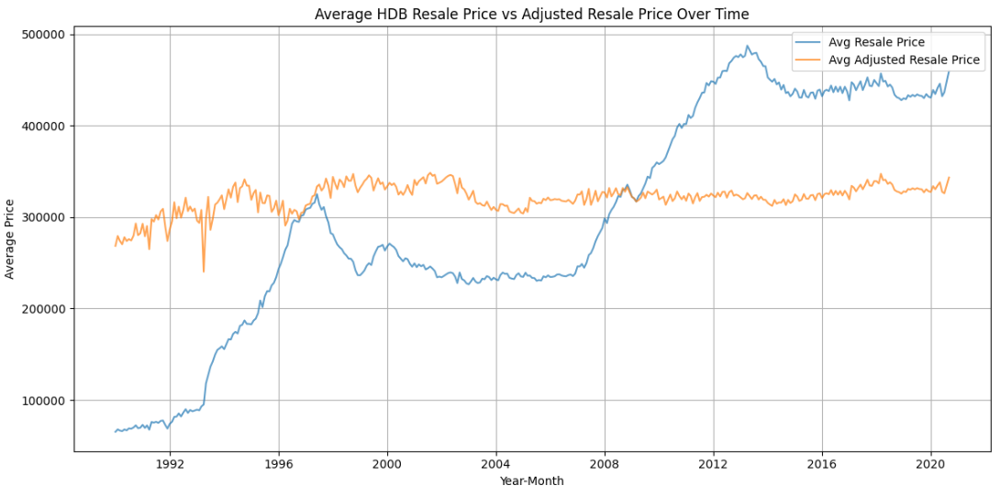 Average HDB Resale Price vs Adjusted Resale Price Over Time
Avg Resale Price
Avg Adjusted Resale Price
Average Price
500000
400000
300000
200000
100000
1992
1996
2000
2004
2008
2012
2016
2020
Year-Month